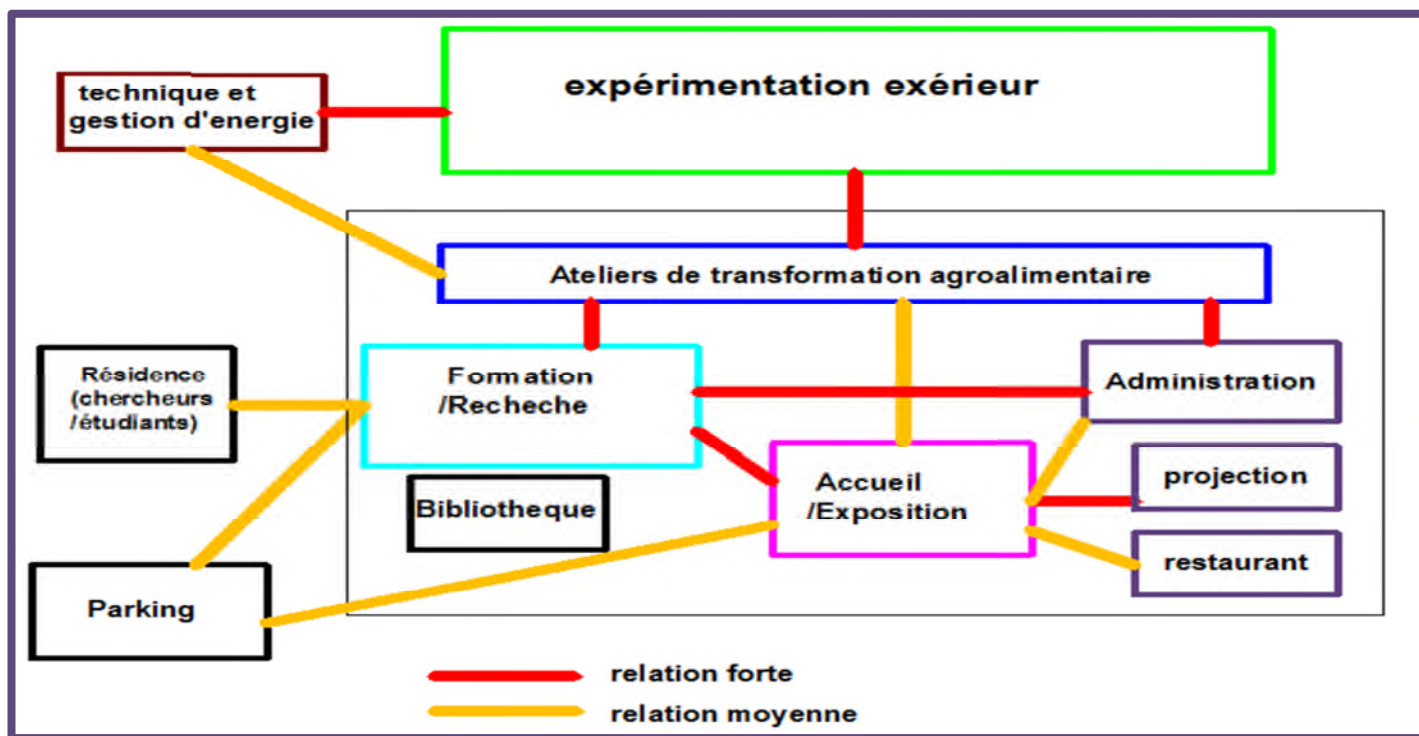 expérimentation exérieur
technique et
gestion d'energie
Ateliers de transformation agroalimentaire
Résidence
(chercheurs
/étudiants)
Formation
/Recheche
Administration
Bibliotheque
Accueil
/Exposition
projection
restaurant
Parking
relation forte
relation moyenne